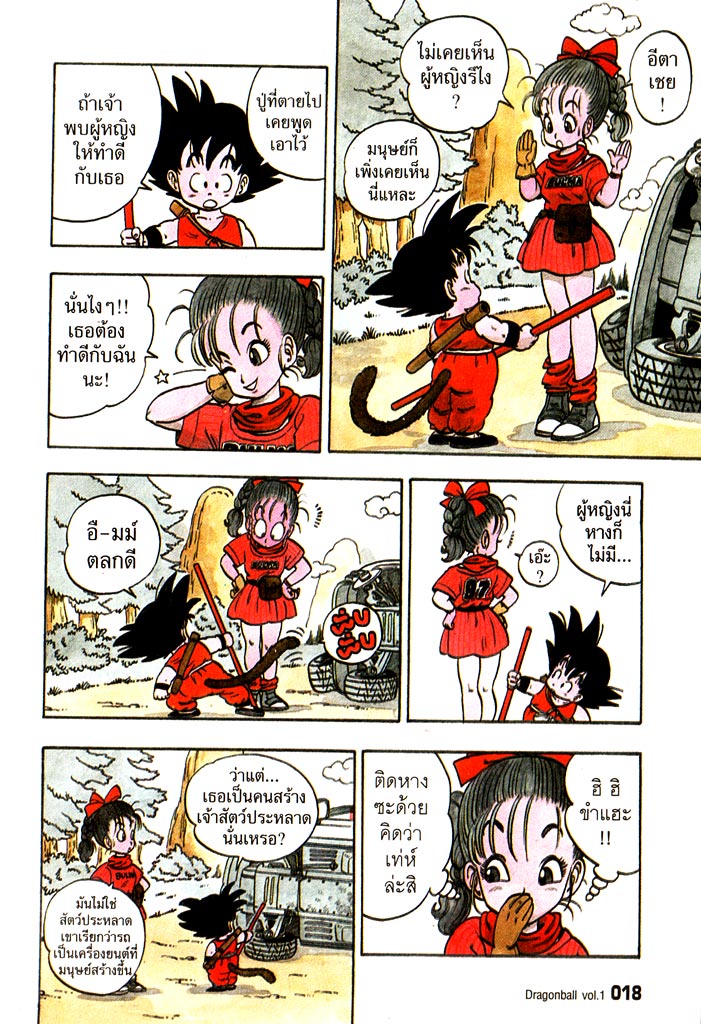 อีตา
เชย
!
ไม่เคยเห็น
ผู้หญิงรึไง
?
มนุษย์ก็
เพิ่งเคยเห็น
นี่แหละ
BULMA
ปู่ที่ตายไป
เคยพูด
เอาไว้
ถ้าเจ้า
พบผู้หญิง
ให้ทำดี
กับเธอ
นั่นไงๆ!!
เธอต้อง
ทำดีกับฉัน
นะ!
ผู้หญิงนี่
หางก็
ไม่มี...
เอ๊ะ
?
อื-มม์
ตลกดี
พึ่บ
พึ่บ
ฮิ ฮิ
ขำแฮะ
!!
ติดหาง
ซะด้วย
คิดว่า
เท่ห์
ล่ะสิ
ว่าแต่...
เธอเป็นคนสร้าง
เจ้าสัตว์ประหลาด
นั่นเหรอ?
BULMA
มันไม่ใช่
สัตว์ประหลาด
เขาเรียกว่ารถ
เป็นเครื่องยนต์ที่
มนุษย์สร้างขึ้น
Dragonball vol.1 018